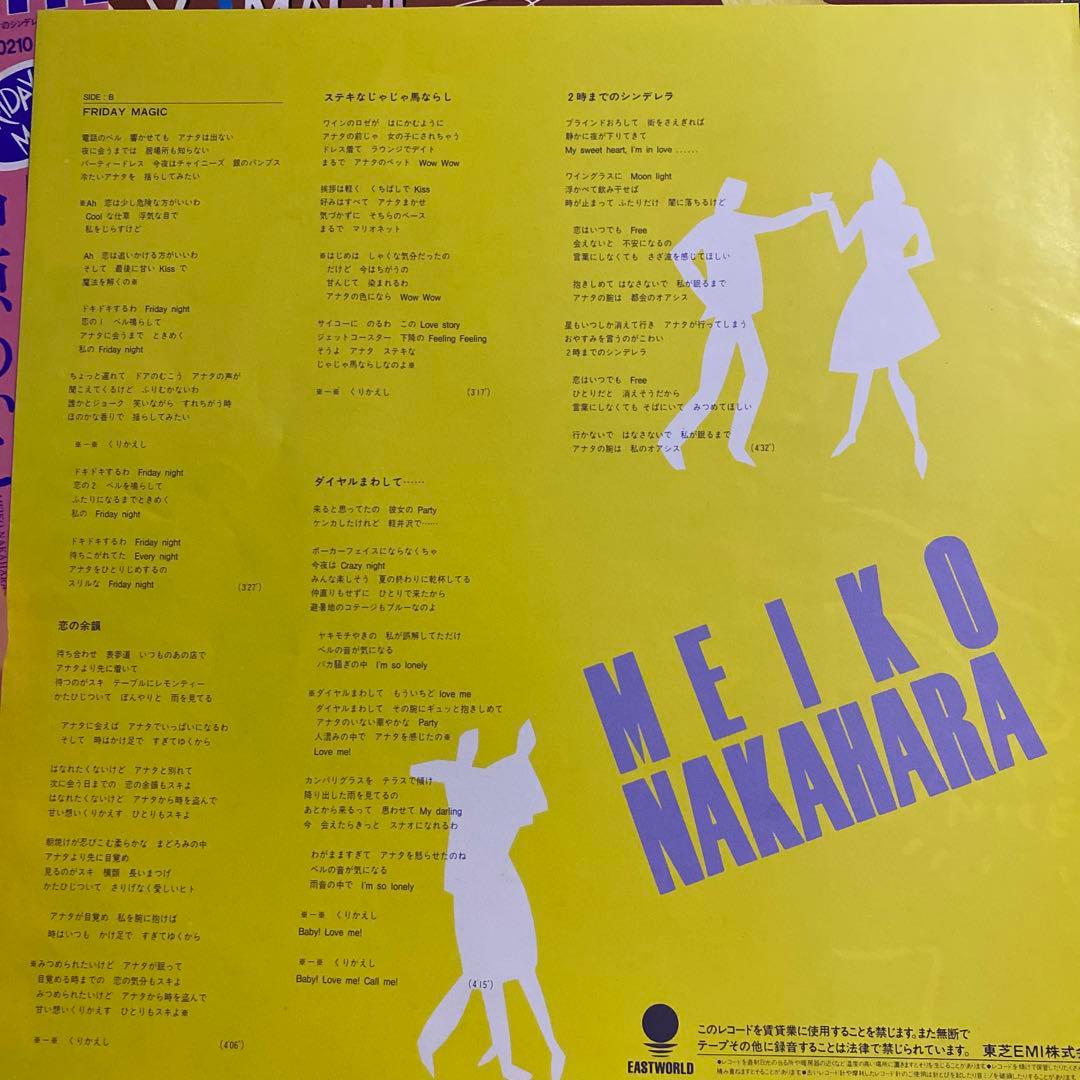 SIDE : B
FRIDAY MAGIC
電話のベル 響かせても アナタは出ない
夜に会うまでは 居場所も知らない
パーティードレス 今夜はチャイニーズ 銀のパンプス
冷たいアナタを 揺らしてみたい
※Ah 恋は少し危険な方がいいわ
Cool な仕草 浮気な目で
私をじらすけど
Ah 恋は追いかける方がいいわ
そして 最後に甘い Kiss で
魔法を解くの※
ドキドキするわ Friday night
恋の1 ベル鳴らして
アナタに会うまで ときめく
私の Friday night
ちょっと遅れて ドアのむこう アナタの声が
聞こえてくるけど ふりむかないわ
誰かとジョーク 笑いながら すれちがう時
ほのかな香りで 揺らしてみたい
※ー※ くりかえし
ドキドキするわ Friday night
恋の2 ベルを鳴らして
ふたりになるまでときめく
私の Friday night
ドキドキするわ Friday night
待ちこがれてた Every night
アナタをひとりじめするの
スリルな Friday night (3'27")
恋の余韻
待ち合わせ 表参道 いつものあの店で
アナタより先に着いて
待つのがスキ テーブルにレモンティー
かたひじついて ぼんやりと 雨を見てる
アナタに会えば アナタでいっぱいになるわ
そして 時はかけ足で すぎてゆくから
はなれたくないけど アナタと別れて
次に会う日までの 恋の余韻もスキよ
はなれたくないけど アナタから時を盗んで
甘い想いくりかえす ひとりもスキよ
朝焼けが忍びこむ柔らかな まどろみの中
アナタより先に目覚め
見るのがスキ 横顔 長いまつげ
かたひじついて さりげなく愛しいヒト
アナタが目覚め 私を腕に抱けば
時はいつも かけ足で すぎてゆくから
※みつめられたいけど アナタが眠って
目覚める時までの 恋の気分もスキよ
みつめられたいけど アナタから時を盗んで
甘い想いくりかえす ひとりもスキよ※
※ー※ くりかえし (4'06")
ステキなじゃじゃ馬ならし
ワインのロゼが はにかむように
アナタの前じゃ 女の子にされちゃう
ドレス着て ラウンジでデイト
まるで アナタのペット Wow Wow
挨拶は軽く くちばしで Kiss
好みはすべて アナタまかせ
気づかずに そちらのペース
まるで マリオネット
※はじめは しゃくな気分だったの
だけど 今はちがうの
甘んじて 染まれるわ
アナタの色になら Wow Wow
サイコーに のるわ この Love story
ジェットコースター 下降の Feeling Feeling
そうよ アナタ ステキな
じゃじゃ馬ならしなのよ※
※ー※ くりかえし (3'17")
ダイヤルまわして……
来ると思ってたの 彼女の Party
ケンカしたけれど 軽井沢で……
ポーカーフェイスにならなくちゃ
今夜は Crazy night
みんな楽しそう 夏の終わりに乾杯してる
仲直りもせずに ひとりで来たから
避暑地のコテージもブルーなのよ
ヤキモチやきの 私が誤解してただけ
ベルの音が気になる
バカ騒ぎの中 I'm so lonely
※ダイヤルまわして もういちど love me
ダイヤルまわして その腕にギュッと抱きしめて
アナタのいない華やかな Party
人混みの中で アナタを感じたの※
Love me!
カンパリグラスを テラスで傾け
降り出した雨を見てるの
あとから来るって 思わせて My darling
今 会えたらきっと スナオになれるわ
わがままますぎて アナタを怒らせたのね
ベルの音が気になる
雨音の中で I'm so lonely
※ー※ くりかえし
Baby! Love me!
※ー※ くりかえし
Baby! Love me! Call me! (4'15")
2時までのシンデレラ
ブラインドおろして 街をさえぎれば
静かに夜が下りてきて
My sweet heart, I'm in love ……
ワイングラスに Moon light
浮かべて飲み干せば
時が止まって ふたりだけ 闇に落ちるけど
恋はいつでも Free
会えないと 不安になるの
言葉にしなくても さざ波を感じてほしい
抱きしめて はなさないで 私が眠るまで
アナタの腕は 都会のオアシス
星もいつしか消えて行き アナタが行ってしまう
おやすみを言うのがこわい
2時までのシンデレラ
恋はいつでも Free
ひとりだと 消えそうだから
言葉にしなくても そばにいて みつめてほしい
行かないで はなさないで 私が眠るまで
アナタの腕は 私のオアシス (4'32")
MEIKO
NAKAHARA
EASTWORLD
このレコードを賃貸業に使用することを禁じます。また無断で
テープその他に録音することは法律で禁じられています。 東芝EMI株式会